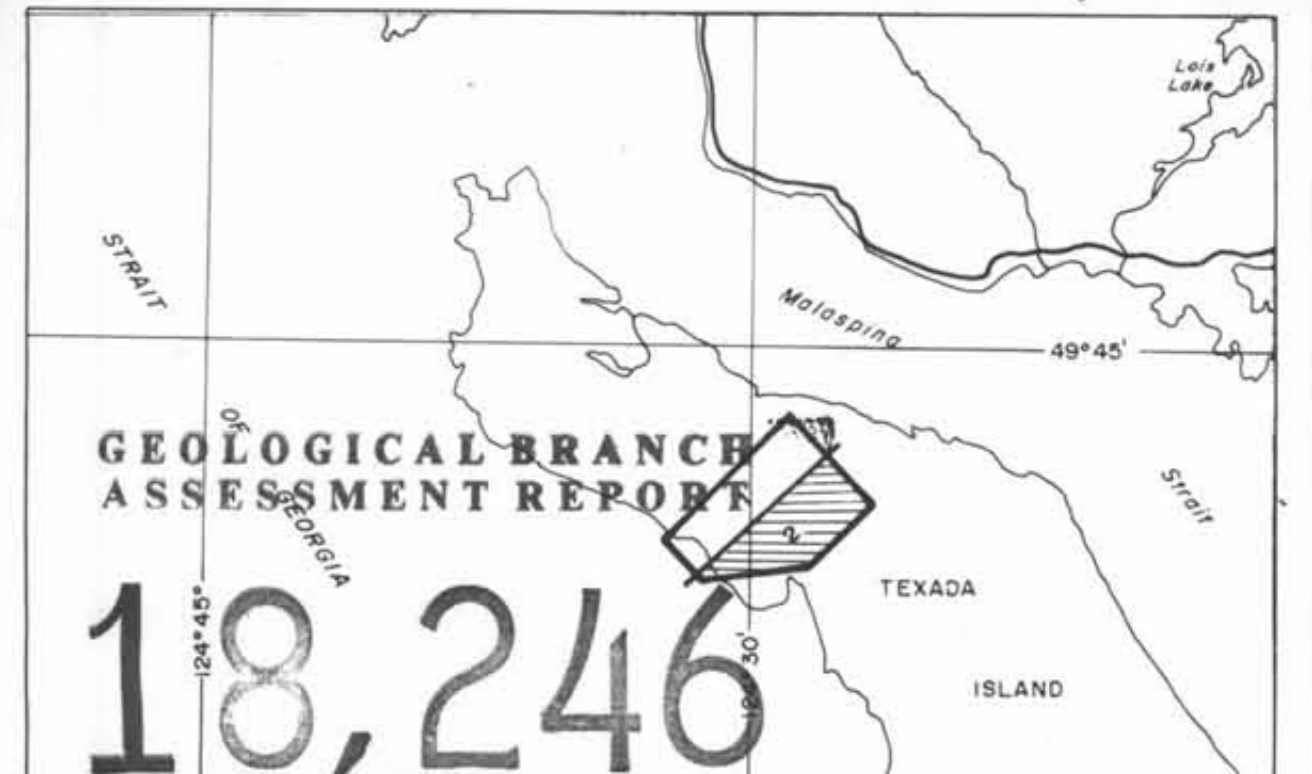 Lois
Lake
STRAIT
OF
GEORGIA
Malaspina
49°45'
Strait
GEOLOGICAL BRANCH
ASSESSMENT REPORT
2
TEXADA
ISLAND
124°45°
124° 30'
18,246